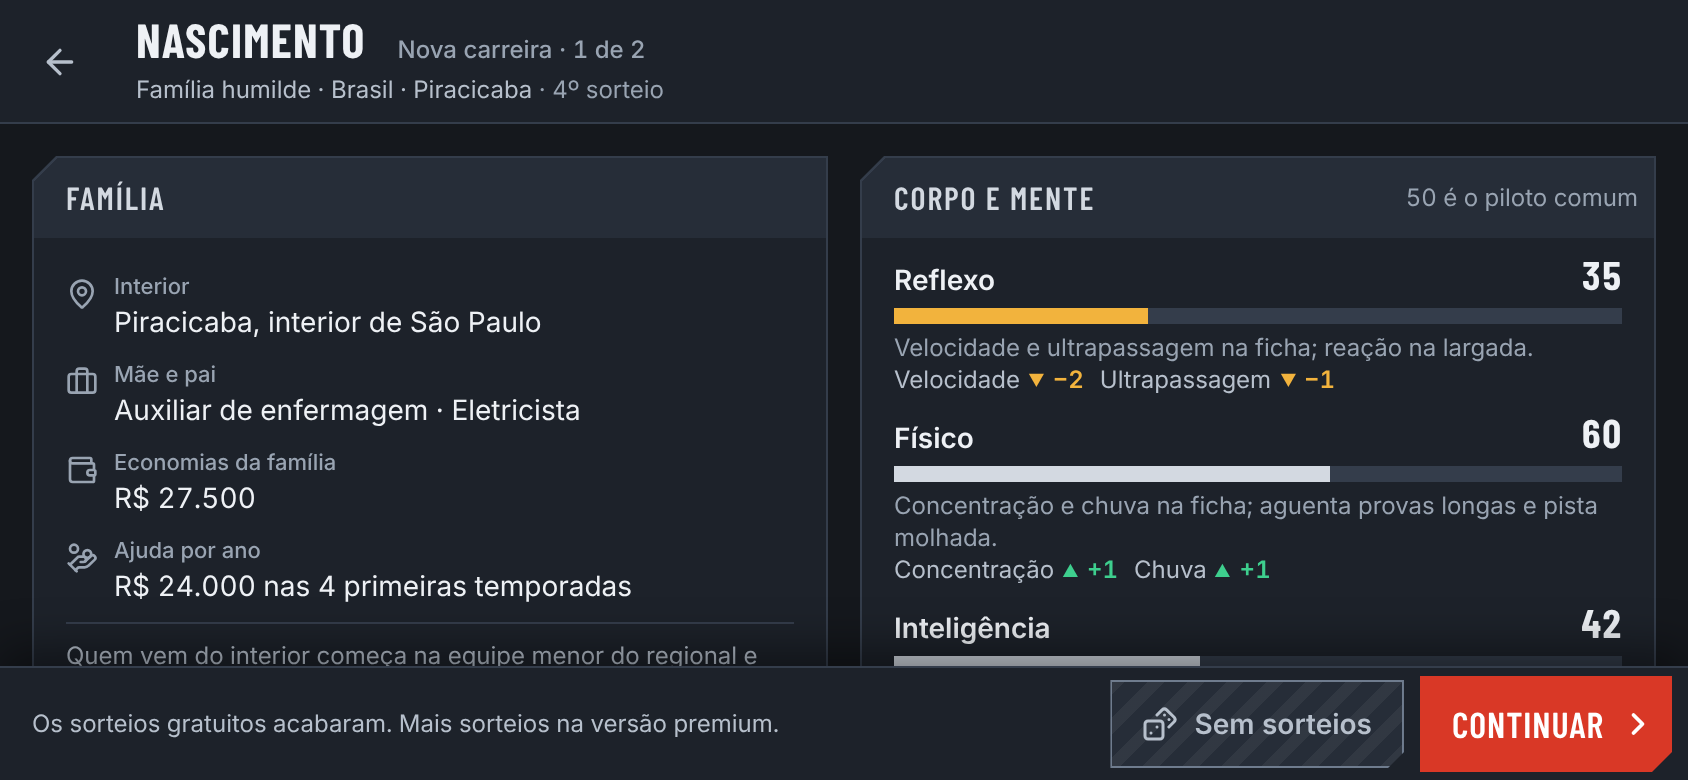 NASCIMENTO
Nova carreira · 1 de 2
Família humilde · Brasil · Piracicaba · 4º sorteio
FAMÍLIA
Interior
Piracicaba, interior de São Paulo
Mãe e pai
Auxiliar de enfermagem · Eletricista
Economias da família
R$ 27.500
Ajuda por ano
R$ 24.000 nas 4 primeiras temporadas
Quem vem do interior começa na equipe menor do regional e
CORPO E MENTE
50 é o piloto comum
Reflexo 35
Velocidade e ultrapassagem na ficha; reação na largada.
Velocidade ▼ −2 Ultrapassagem ▼ −1
Físico 60
Concentração e chuva na ficha; aguenta provas longas e pista
molhada.
Concentração ▲ +1 Chuva ▲ +1
Inteligência 42
Os sorteios gratuitos acabaram. Mais sorteios na versão premium.
Sem sorteios
CONTINUAR